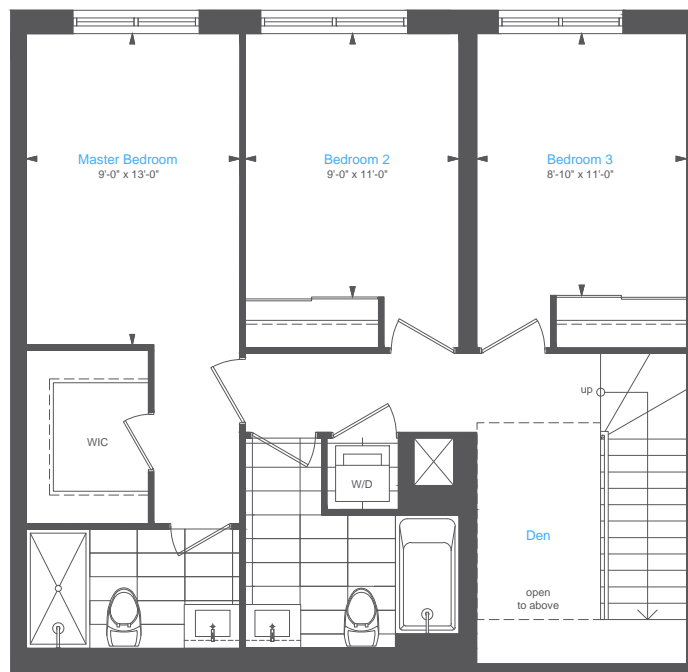 Master Bedroom
9'-0" x 13'-0"
Bedroom 2
9'-0" x 11'-0"
Bedroom 3
8'-10" x 11'-0"
up
WIC
W/D
Den
open
to above